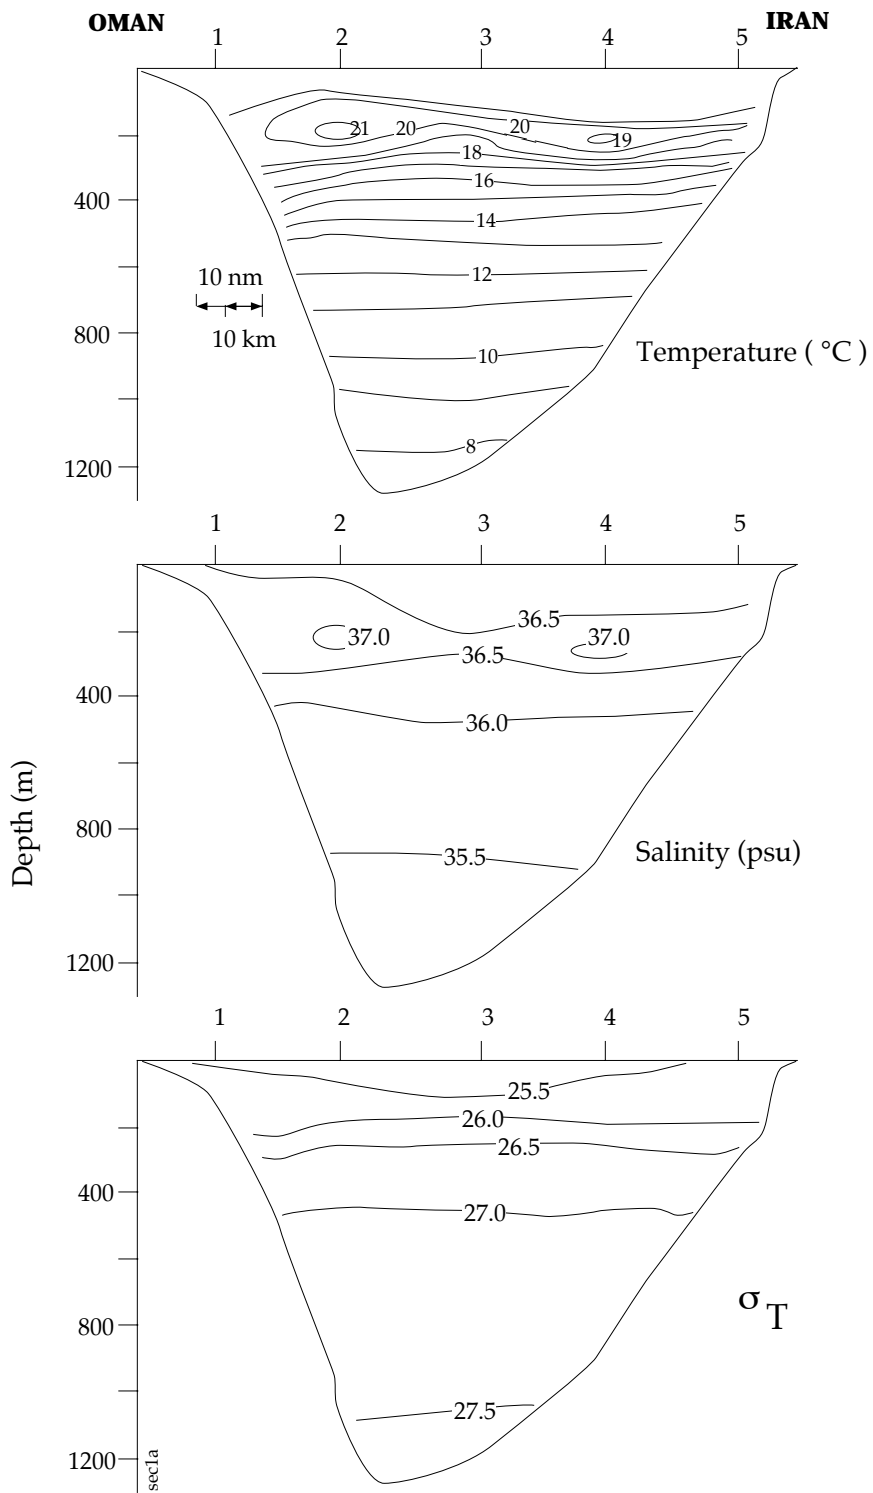 OMAN IRAN
1 2 3 4 5
21 20 20 19
18
16
400
14
12
10 nm
10 km
800
10
Temperature ( °C )
8
1200
1 2 3 4 5
36.5
37.0 37.0
36.5
400
36.0
Depth (m)
800
35.5
Salinity (psu)
1200
1 2 3 4 5
25.5
26.0
26.5
400
27.0
σ T
800
27.5
1200
sec1a